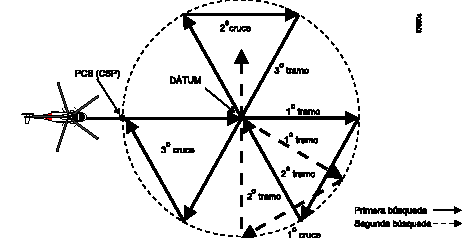 2º cruce
PCB (CSP)
DÁTUM
3º tramo
1º tramo
1º tramo
3º cruce
2º tramo
2º tramo
Primera búsqueda
Segunda búsqueda
1º cruce